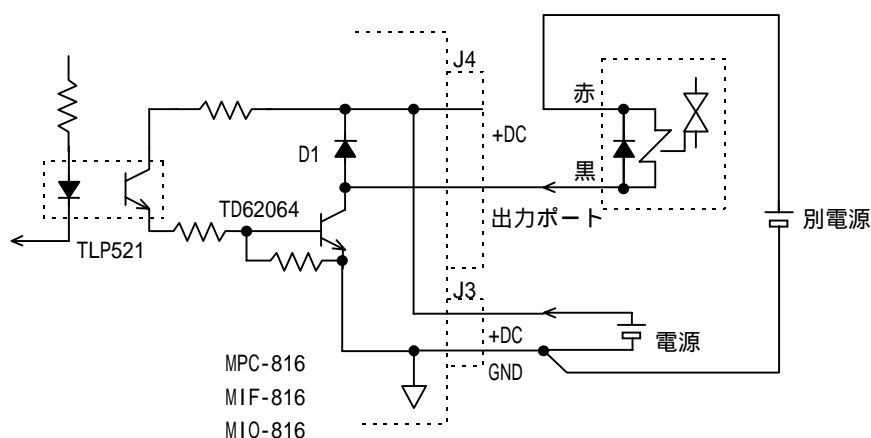 J4
赤
+DC
D1
黒
TD62064
出力ポート
別電源
TLP521
J3
+DC
電源
GND
MPC-816
MIF-816
MIO-816